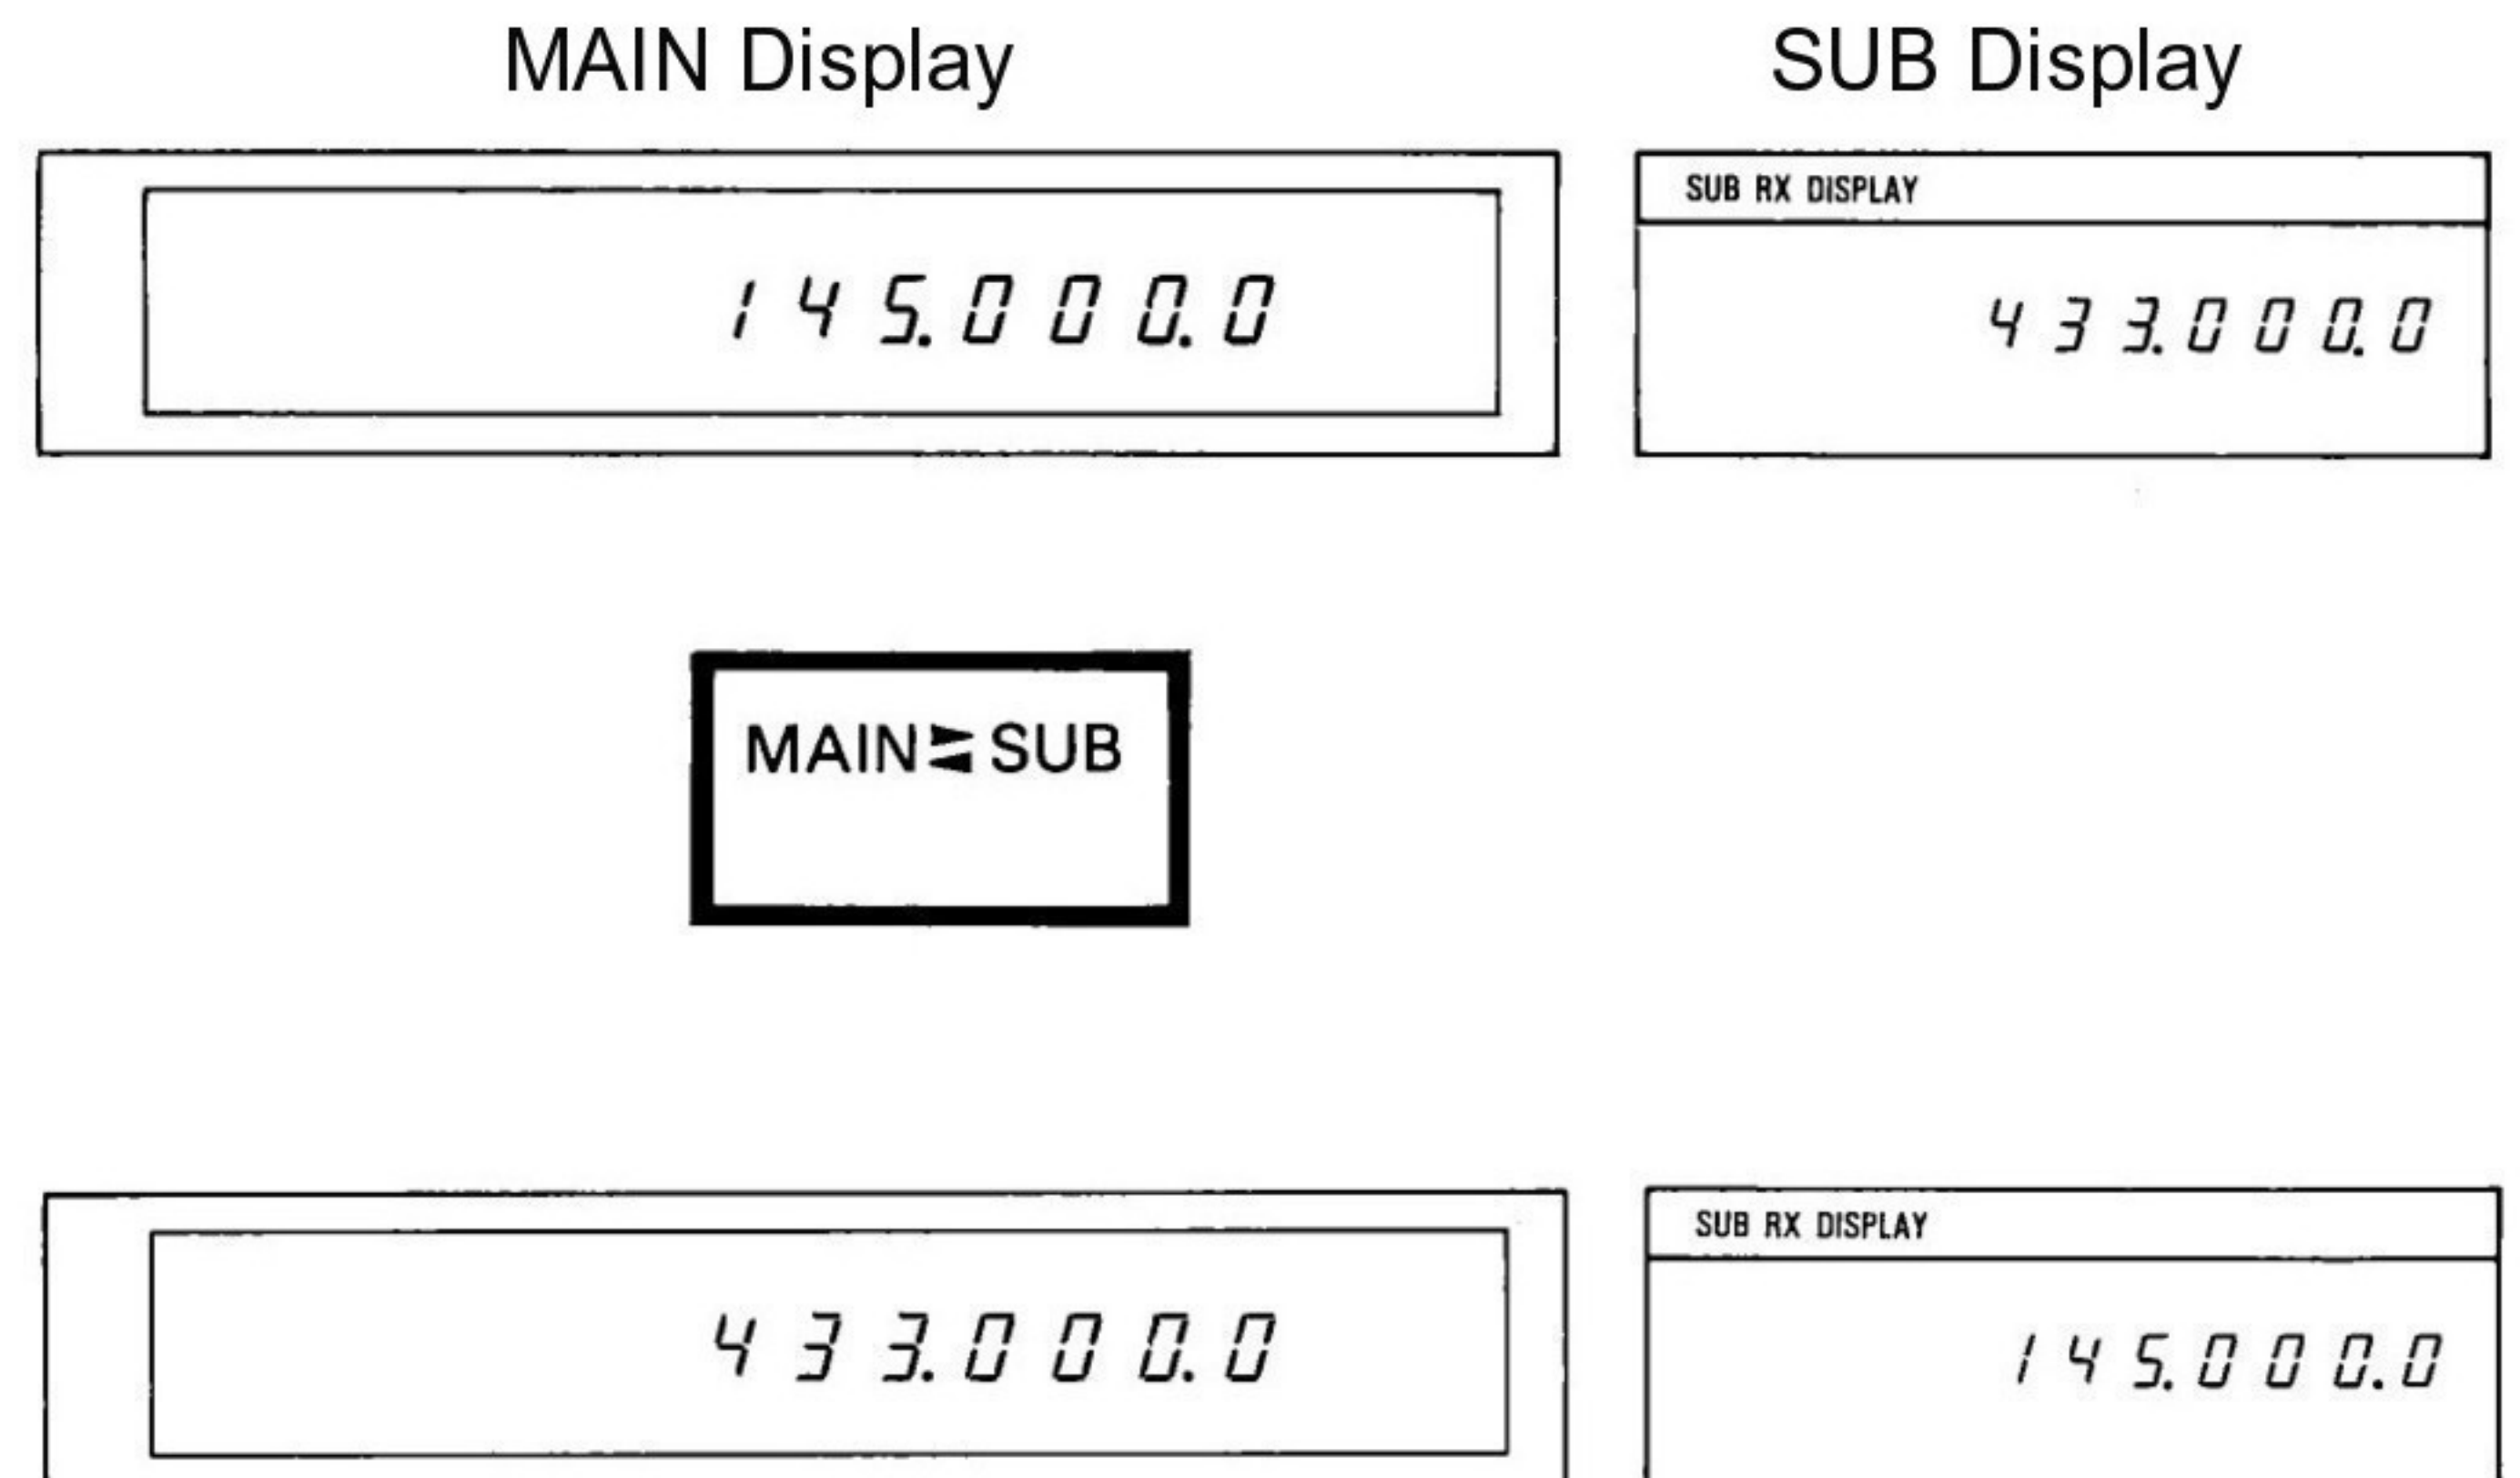 MAIN Display SUB Display
SUB RX DISPLAY
145.000.0 433.000.0
MAIN⇄SUB
SUB RX DISPLAY
433.000.0 145.000.0